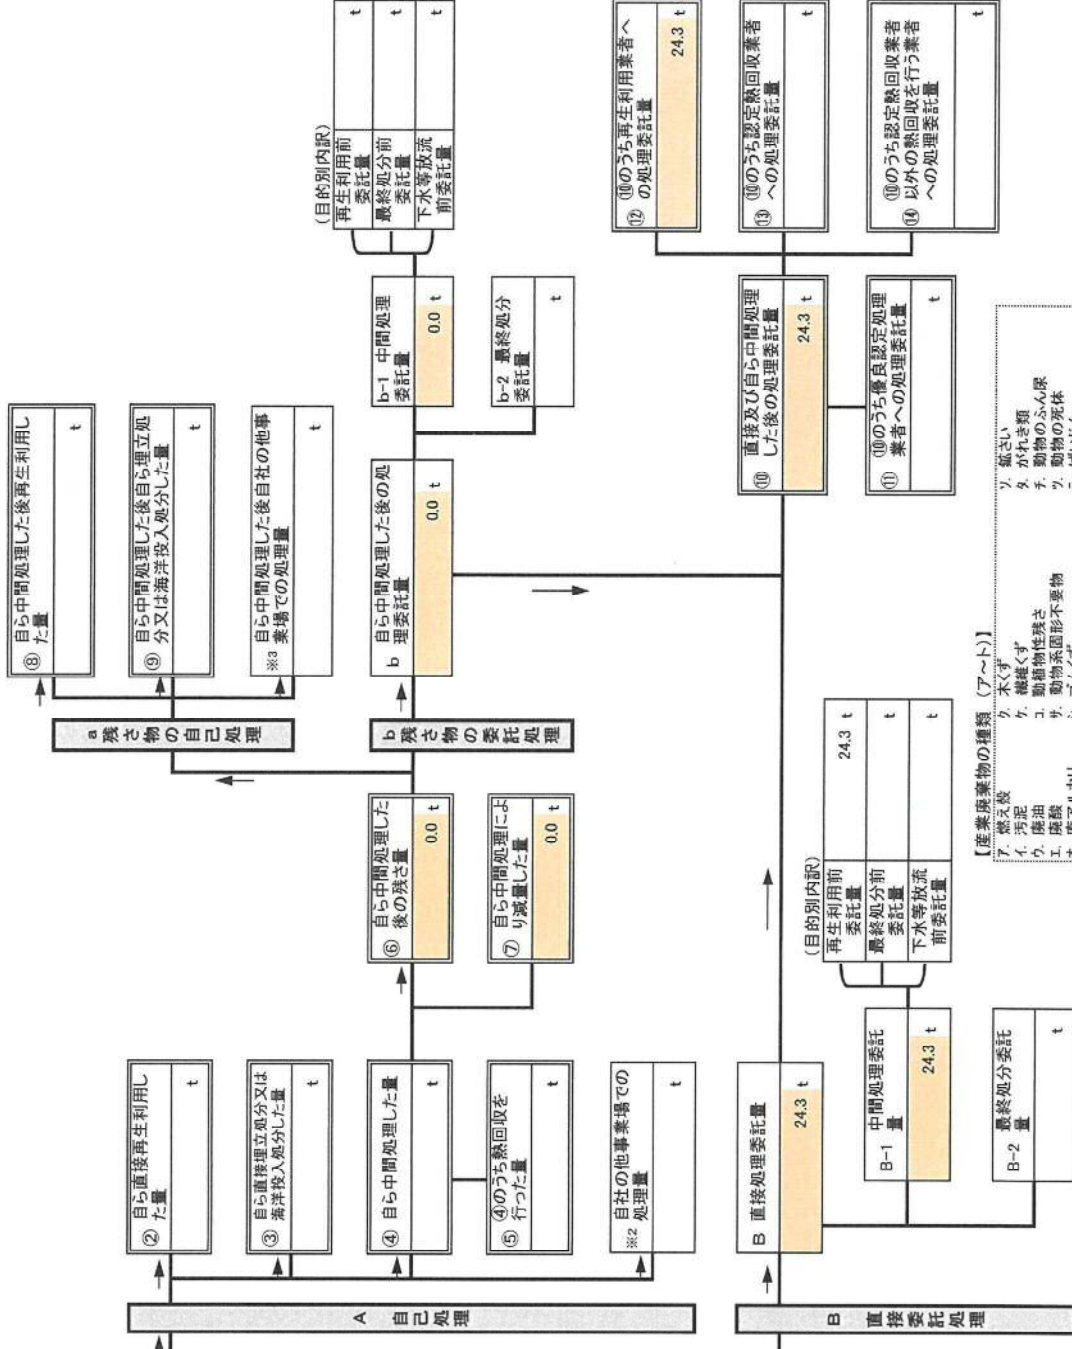 A 自己処理
② 自ら直接再生利用し
た量
t
③ 自ら直接埋立処分又は
海洋投入処分した量
t
④ 自ら中間処理した量
t
⑤ ④のうち熱回収を
行った量
t
※2 自社の他事業場での
処理量
t
⑥ 自ら中間処理した
後の残さ量
0.0 t
⑦ 自ら中間処理によ
り減量した量
0.0 t
a 残さ物の自己処理
⑧ 自ら中間処理した後再生利用し
た量
t
⑨ 自ら中間処理した後自ら埋立処
分又は海洋投入処分した量
t
※3 自ら中間処理した後自社の他事
業場での処理量
t
b 残さ物の委託処理
b 自ら中間処理した後の処
理委託量
0.0 t
b-1 中間処理
委託量
0.0 t
b-2 最終処分
委託量
t
(目的別内訳)
再生利用前
委託量 t
最終処分前
委託量 t
下水等放流
前委託量 t
B 直接委託処理
B 直接処理委託量
24.3 t
B-1 中間処理委託
量
24.3 t
B-2 最終処分委託
量
t
(目的別内訳)
再生利用前
委託量 24.3 t
最終処分前
委託量 t
下水等放流
前委託量 t
⑩ 直接及び自ら中間処理
した後の処理委託量
24.3 t
⑪ ⑩のうち優良認定処理
業者への処理委託量
t
⑫ ⑩のうち再生利用業者へ
の処理委託量
24.3 t
⑬ ⑩のうち認定熱回収業者
への処理委託量
t
⑭ ⑩のうち認定熱回収業者
以外の熱回収を行う業者
への処理委託量
t
【産業廃棄物の種類 (ア～ト)】
ア. 燃え殻 ク. 木くず ソ. 鉱さい
イ. 汚泥 ケ. 繊維くず タ. がれき類
ウ. 廃油 コ. 動植物性残さ チ. 動物のふん尿
エ. 廃酸 サ. 動物系固形不要物 ツ. 動物の死体